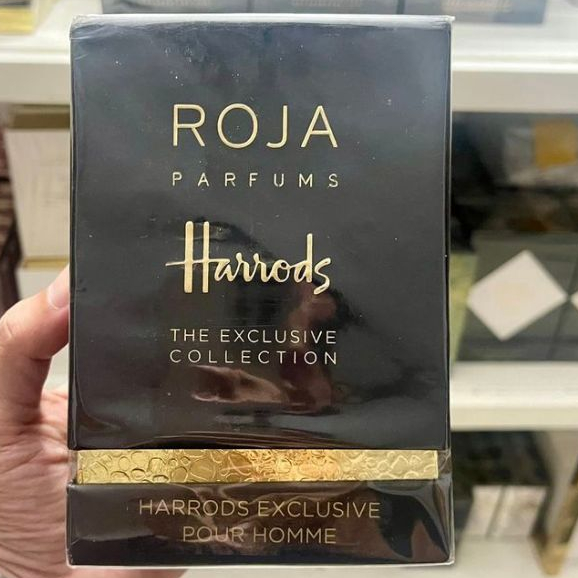 ROJA
PARFUMS
Harrods
THE EXCLUSIVE
COLLECTION
HARRODS EXCLUSIVE
POUR HOMME